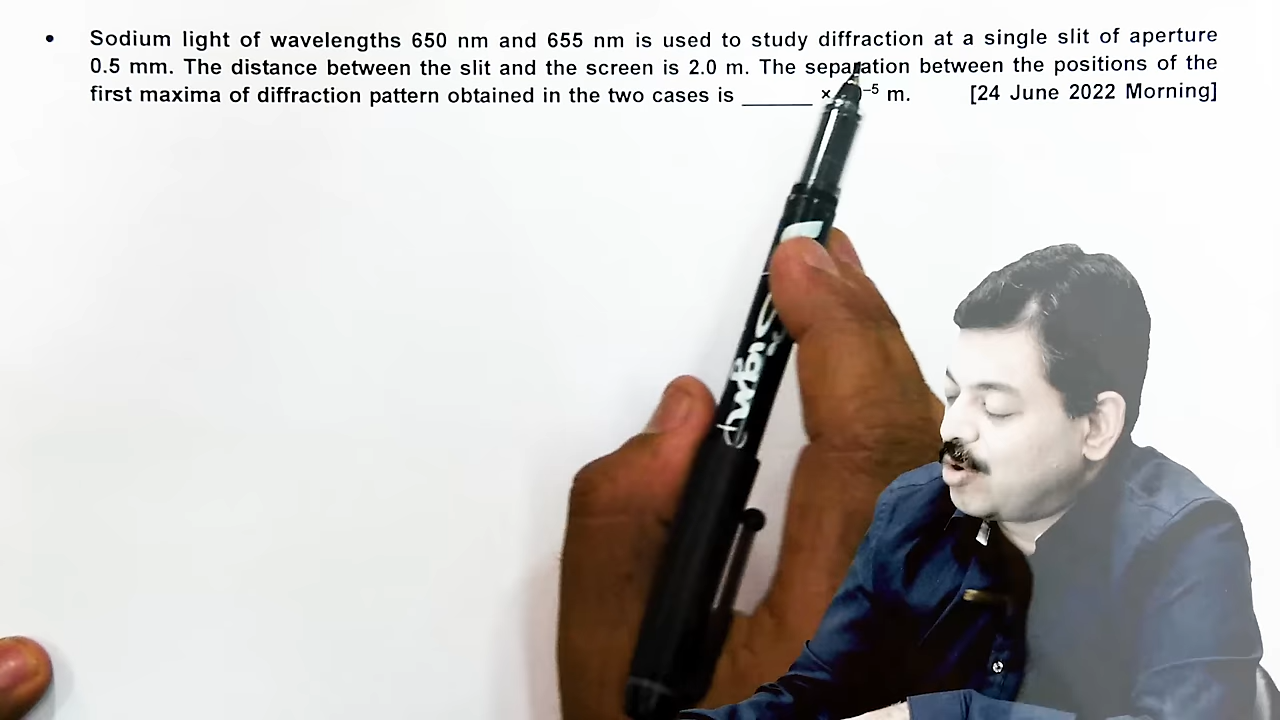 • Sodium light of wavelengths 650 nm and 655 nm is used to study diffraction at a single slit of aperture
0.5 mm. The distance between the slit and the screen is 2.0 m. The separation between the positions of the
first maxima of diffraction pattern obtained in the two cases is ______ × ⁻⁵ m. [24 June 2022 Morning]